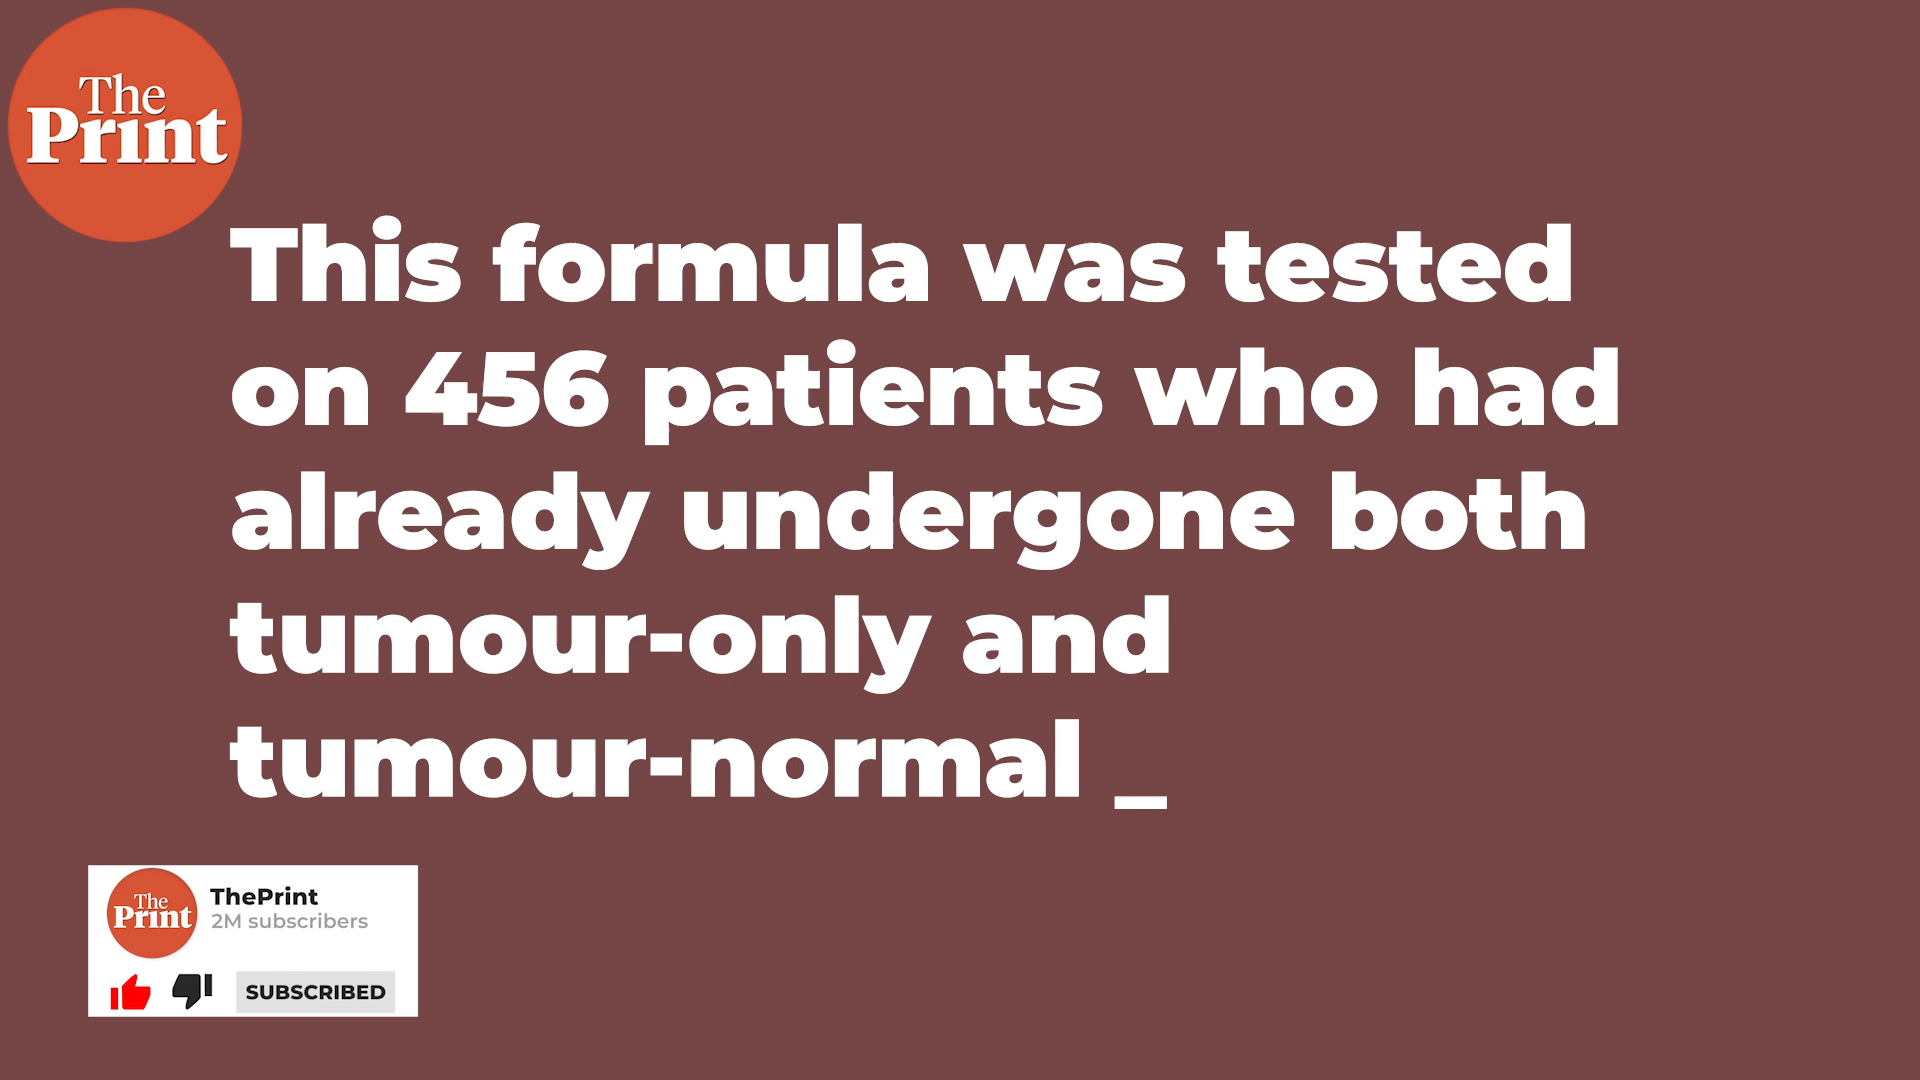 The
Print
This formula was tested
on 456 patients who had
already undergone both
tumour-only and
tumour-normal _
The
Print
ThePrint
2M subscribers
SUBSCRIBED